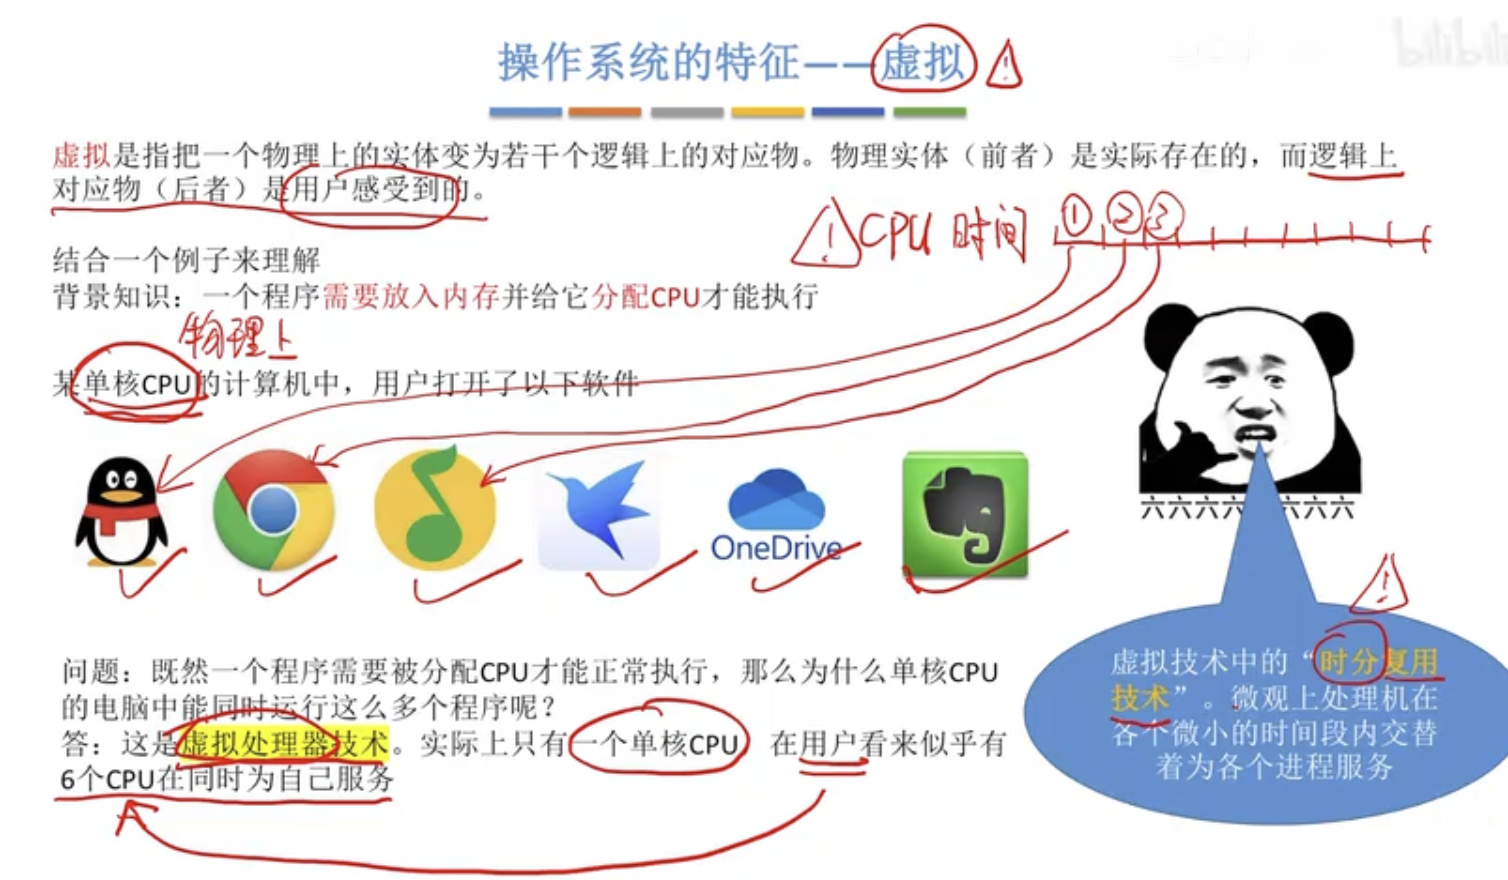 操作系统的特征——虚拟
bilibili
虚拟是指把一个物理上的实体变为若干个逻辑上的对应物。物理实体（前者）是实际存在的，而逻辑上
对应物（后者）是用户感受到的。
! CPU 时间 ① ② ③
结合一个例子来理解
背景知识：一个程序需要放入内存并给它分配CPU才能执行
物理上
某单核CPU的计算机中，用户打开了以下软件
OneDrive
六六六六六六六
问题：既然一个程序需要被分配CPU才能正常执行，那么为什么单核CPU
的电脑中能同时运行这么多个程序呢？
答：这是虚拟处理器技术。实际上只有一个单核CPU，在用户看来似乎有
6个CPU在同时为自己服务
虚拟技术中的“时分复用
技术”。微观上处理机在
各个微小的时间段内交替
着为各个进程服务